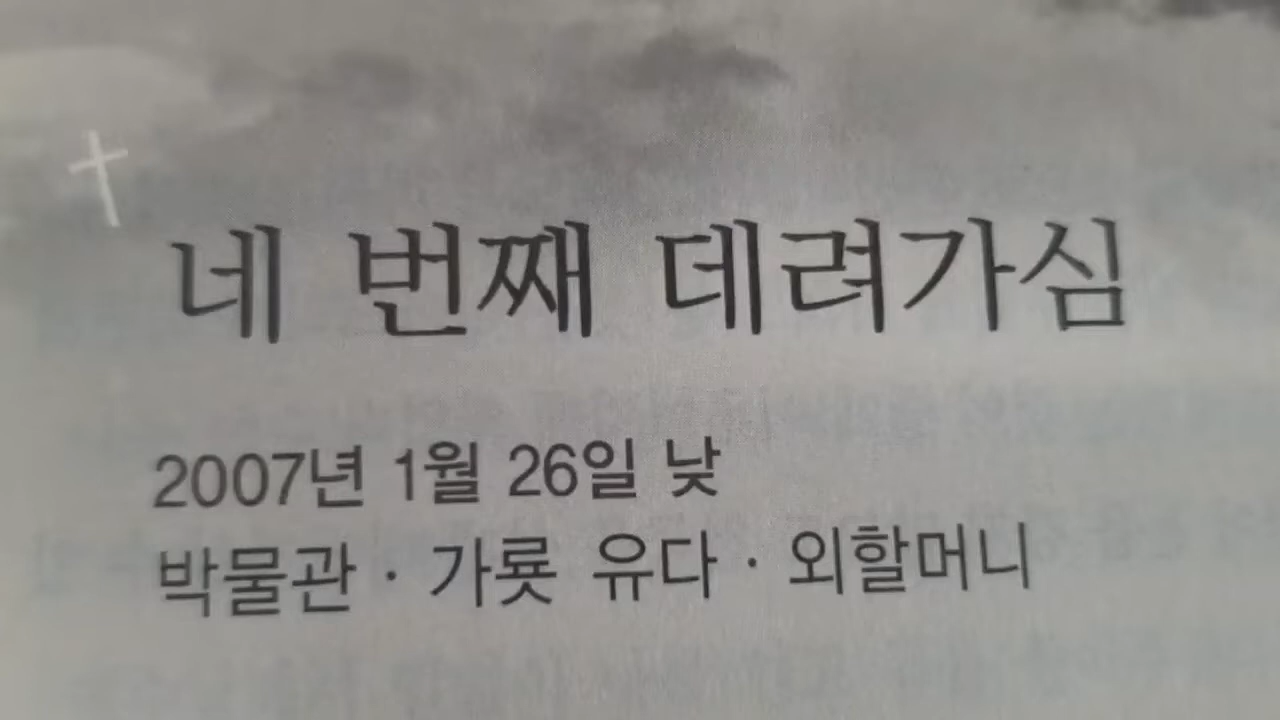 네 번째 데려가심
2007년 1월 26일 낮
박물관 · 가룟 유다 · 외할머니